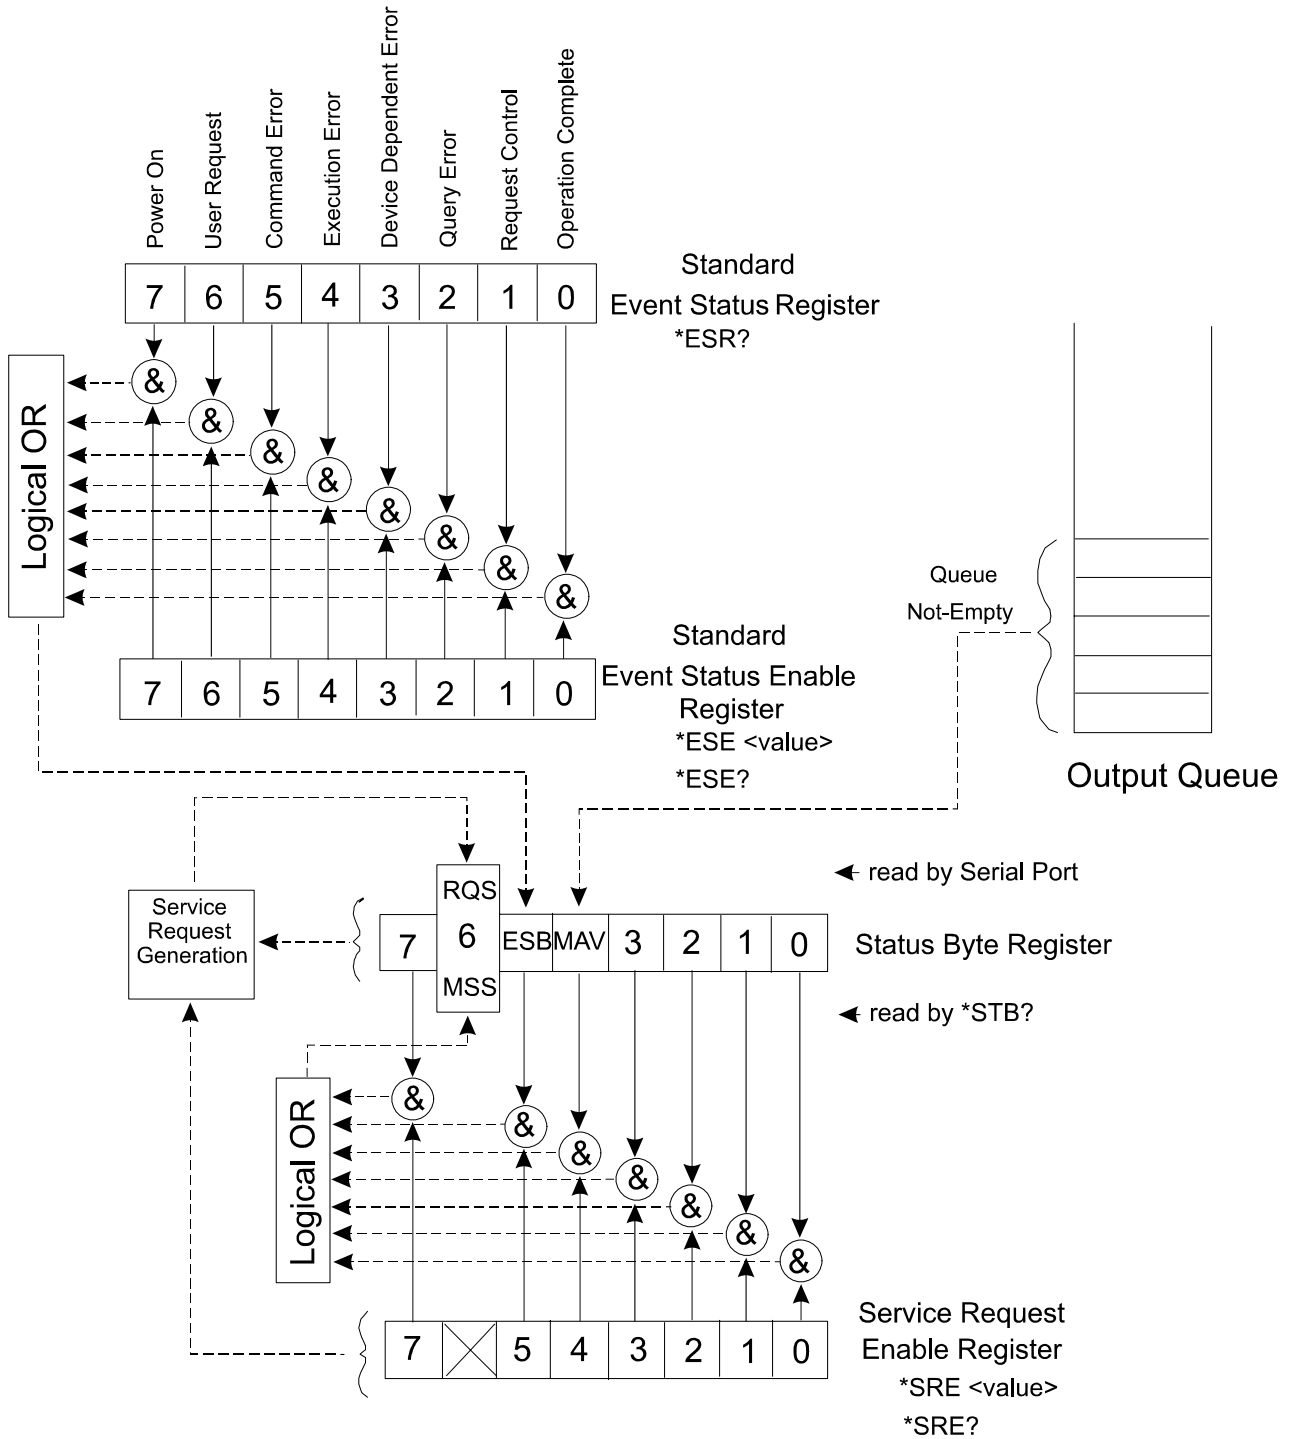 Power On
User Request
Command Error
Execution Error
Device Dependent Error
Query Error
Request Control
Operation Complete
7 6 5 4 3 2 1 0
Standard
Event Status Register
*ESR?
Logical OR
&
&
&
&
&
&
&
&
7 6 5 4 3 2 1 0
Standard
Event Status Enable
Register
*ESE <value>
*ESE?
Queue
Not-Empty
Output Queue
Service
Request
Generation
RQS
7 6 ESB MAV 3 2 1 0
MSS
read by Serial Port
Status Byte Register
read by *STB?
Logical OR
&
&
&
&
&
&
&
7 5 4 3 2 1 0
Service Request
Enable Register
*SRE <value>
*SRE?